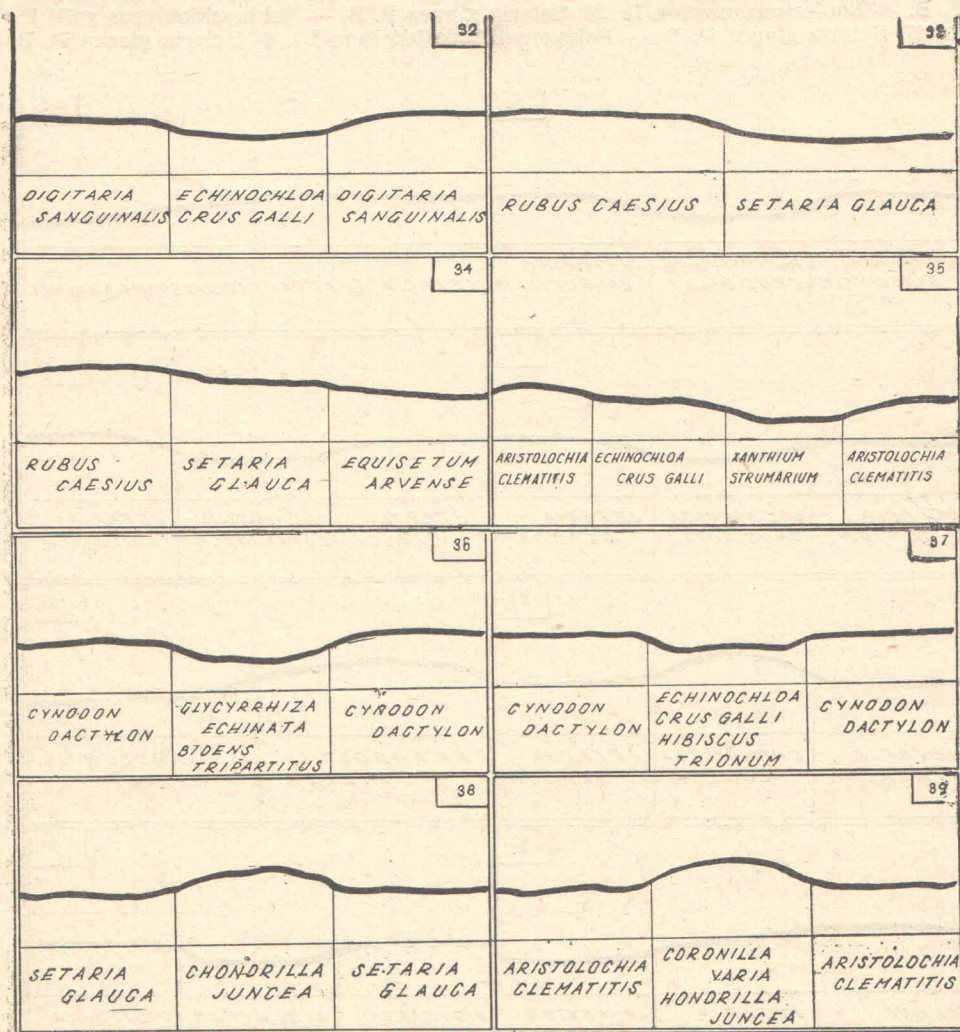 32
DIGITARIA
SANGUINALIS
ECHINOCHLOA
CRUS GALLI
DIGITARIA
SANGUINALIS
33
RUBUS CAESIUS
SETARIA GLAUCA
34
RUBUS
CAESIUS
SETARIA
GLAUCA
EQUISETUM
ARVENSE
35
ARISTOLOCHIA
CLEMATITIS
ECHINOCHLOA
CRUS GALLI
XANTHIUM
STRUMARIUM
ARISTOLOCHIA
CLEMATITIS
36
CYNODON
DACTYLON
GLYCYRRHIZA
ECHINATA
BIDENS
TRIPARTITUS
CYNODON
DACTYLON
37
CYNODON
DACTYLON
ECHINOCHLOA
CRUS GALLI
HIBISCUS
TRIONUM
CYNODON
DACTYLON
38
SETARIA
GLAUCA
CHONDRILLA
JUNCEA
SETARIA
GLAUCA
39
ARISTOLOCHIA
CLEMATITIS
CORONILLA
VARIA
HONDRILLA
JUNCEA
ARISTOLOCHIA
CLEMATITIS